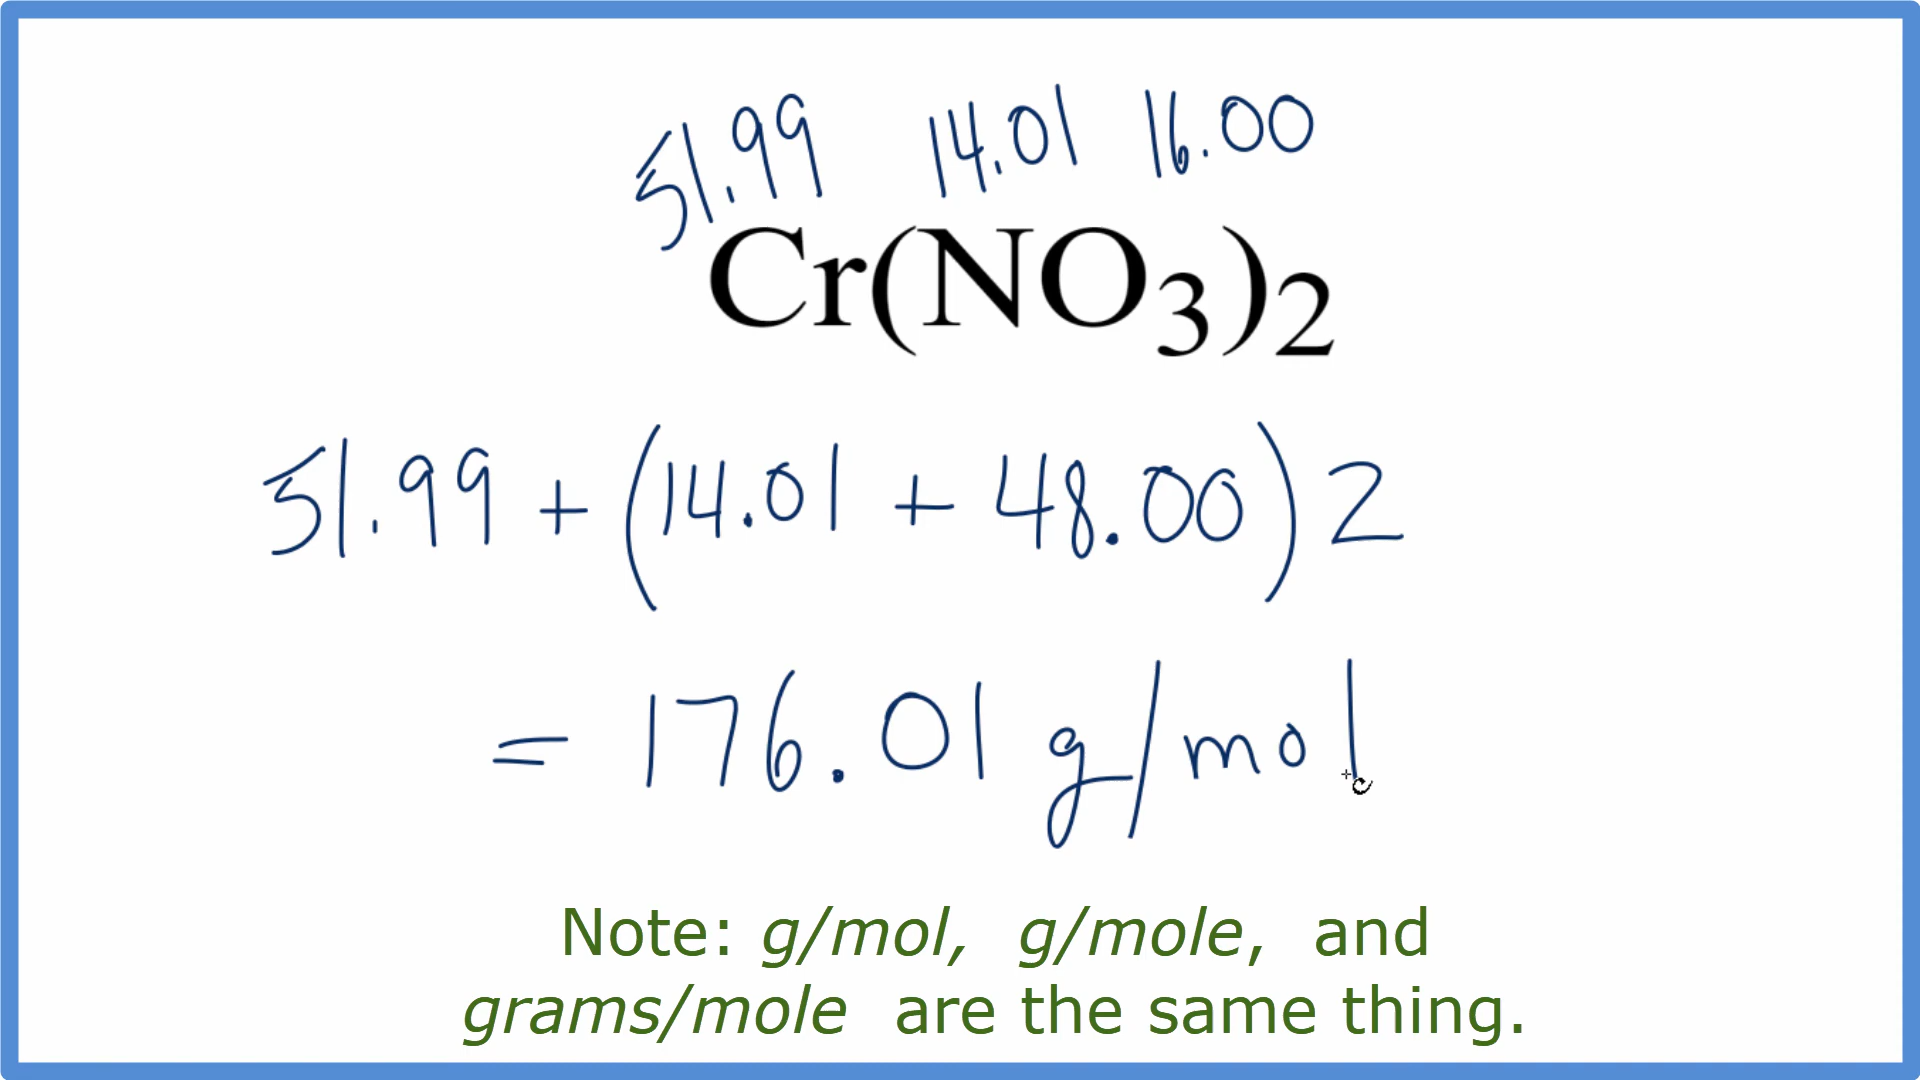 51.99 14.01 16.00
Cr(NO3)2
51.99 + (14.01 + 48.00) 2
= 176.01 g/mol
Note: g/mol, g/mole, and
grams/mole are the same thing.